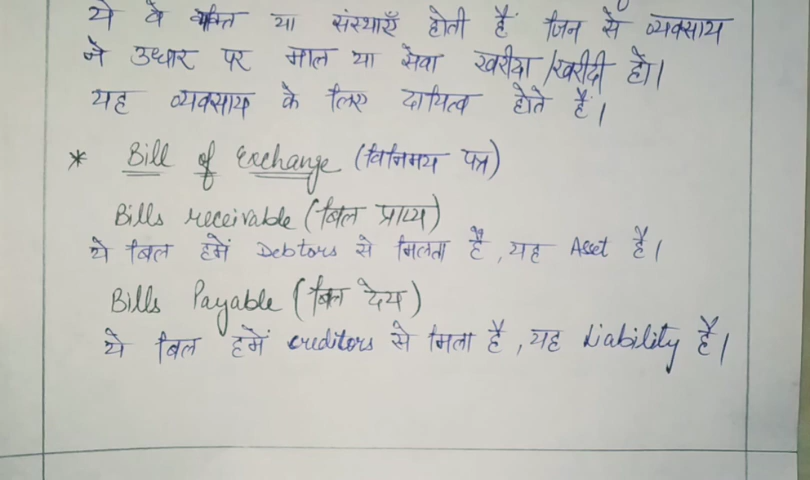 ये वे व्यक्ति या संस्थाएँ होती हैं जिन से व्यवसाय
ने उधार पर माल या सेवा खरीदा/खरीदी हो।
यह व्यवसाय के लिए दायित्व होते हैं।
* Bill of Exchange (विनिमय पत्र)
Bills receivable (बिल प्राप्य)
ये बिल हमें Debtors से मिलता है, यह Asset है।
Bills Payable (बिल देय)
ये बिल हमें creditors से मिला है, यह Liability है।